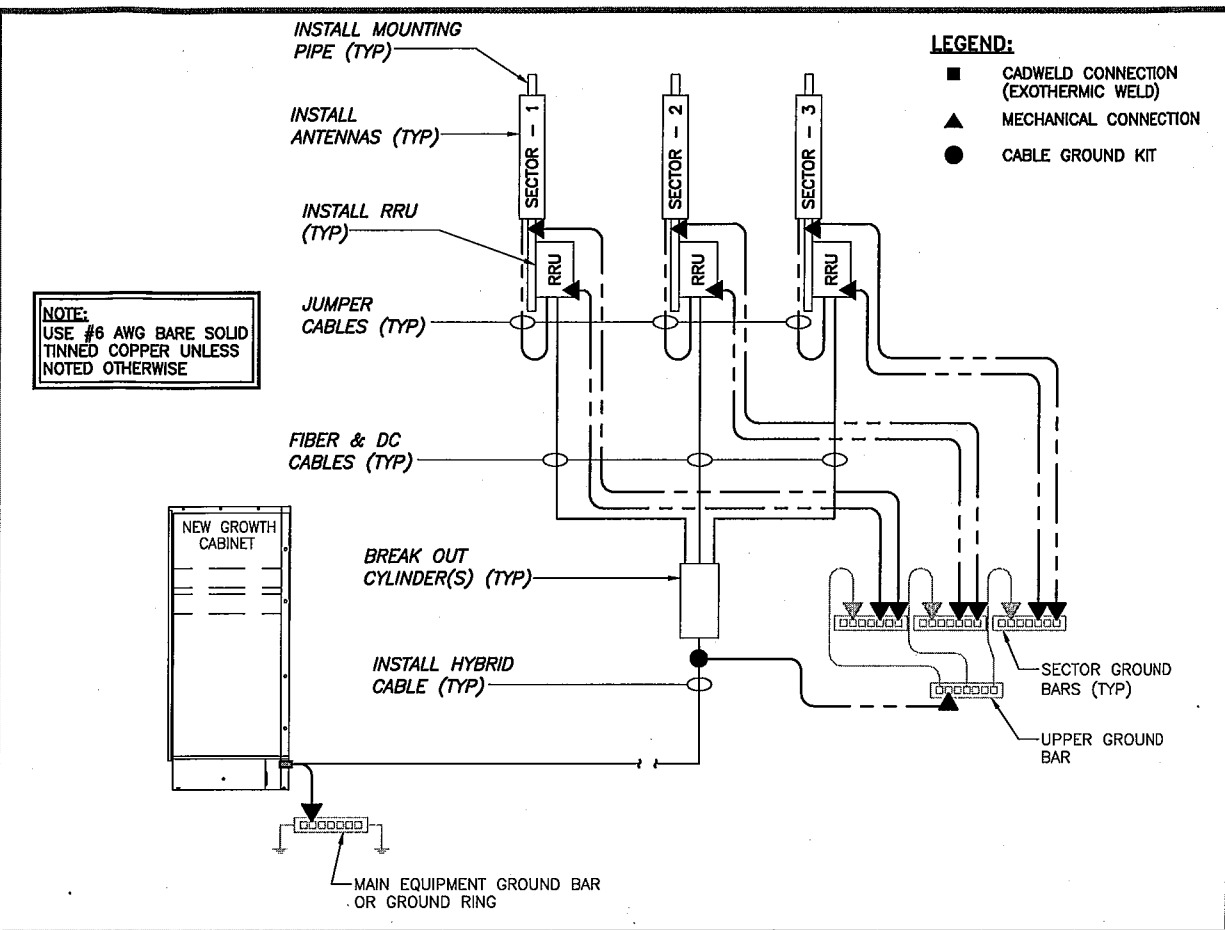 INSTALL MOUNTING
PIPE (TYP)
INSTALL
ANTENNAS (TYP)
INSTALL RRU
(TYP)
JUMPER
CABLES (TYP)
FIBER & DC
CABLES (TYP)
BREAK OUT
CYLINDER(S) (TYP)
INSTALL HYBRID
CABLE (TYP)
SECTOR - 1
SECTOR - 2
SECTOR - 3
RRU
RRU
RRU
LEGEND:
CADWELD CONNECTION
(EXOTHERMIC WELD)
MECHANICAL CONNECTION
CABLE GROUND KIT
NOTE:
USE #6 AWG BARE SOLID
TINNED COPPER UNLESS
NOTED OTHERWISE
NEW GROWTH
CABINET
SECTOR GROUND
BARS (TYP)
UPPER GROUND
BAR
MAIN EQUIPMENT GROUND BAR
OR GROUND RING